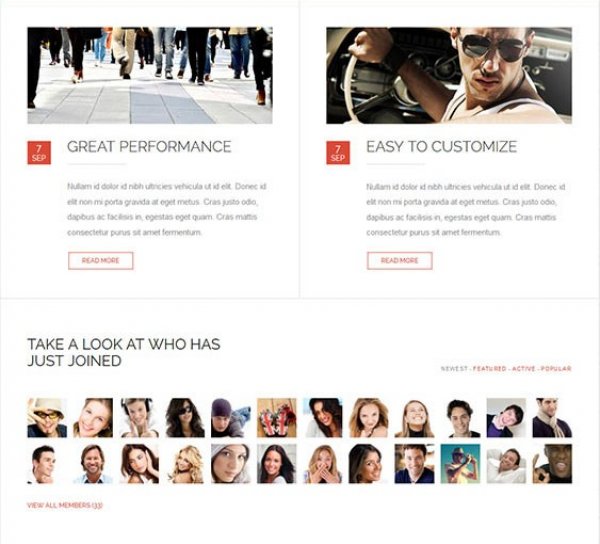 7
SEP
GREAT PERFORMANCE
Nullam id dolor id nibh ultricies vehicula ut id elit. Donec id
elit non mi porta gravida at eget metus. Cras justo odio,
dapibus ac facilisis in, egestas eget quam. Cras mattis
consectetur purus sit amet fermentum.
READ MORE
7
SEP
EASY TO CUSTOMIZE
Nullam id dolor id nibh ultricies vehicula ut id elit. Donec id
elit non mi porta gravida at eget metus. Cras justo odio,
dapibus ac facilisis in, egestas eget quam. Cras mattis
consectetur purus sit amet fermentum.
READ MORE
TAKE A LOOK AT WHO HAS
JUST JOINED
NEWEST - FEATURED - ACTIVE - POPULAR
VIEW ALL MEMBERS (33)